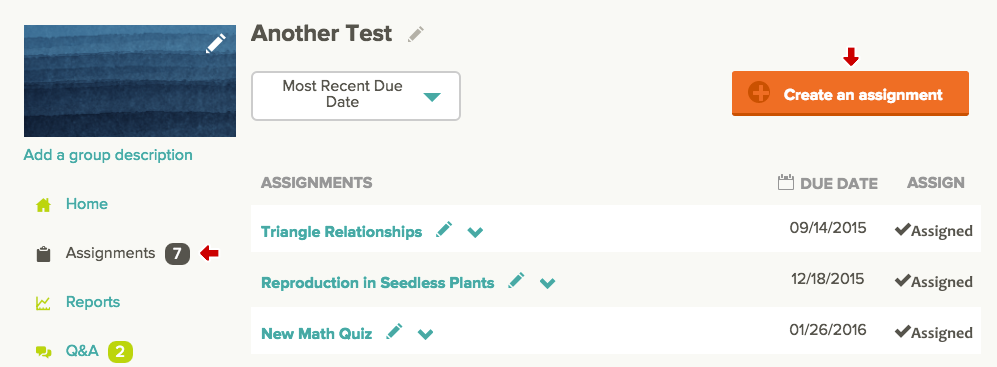 Another Test
Most Recent Due
Date
Create an assignment
Add a group description
Home
Assignments 7
Reports
Q&A 2
ASSIGNMENTS DUE DATE ASSIGN
Triangle Relationships 09/14/2015 Assigned
Reproduction in Seedless Plants 12/18/2015 Assigned
New Math Quiz 01/26/2016 Assigned